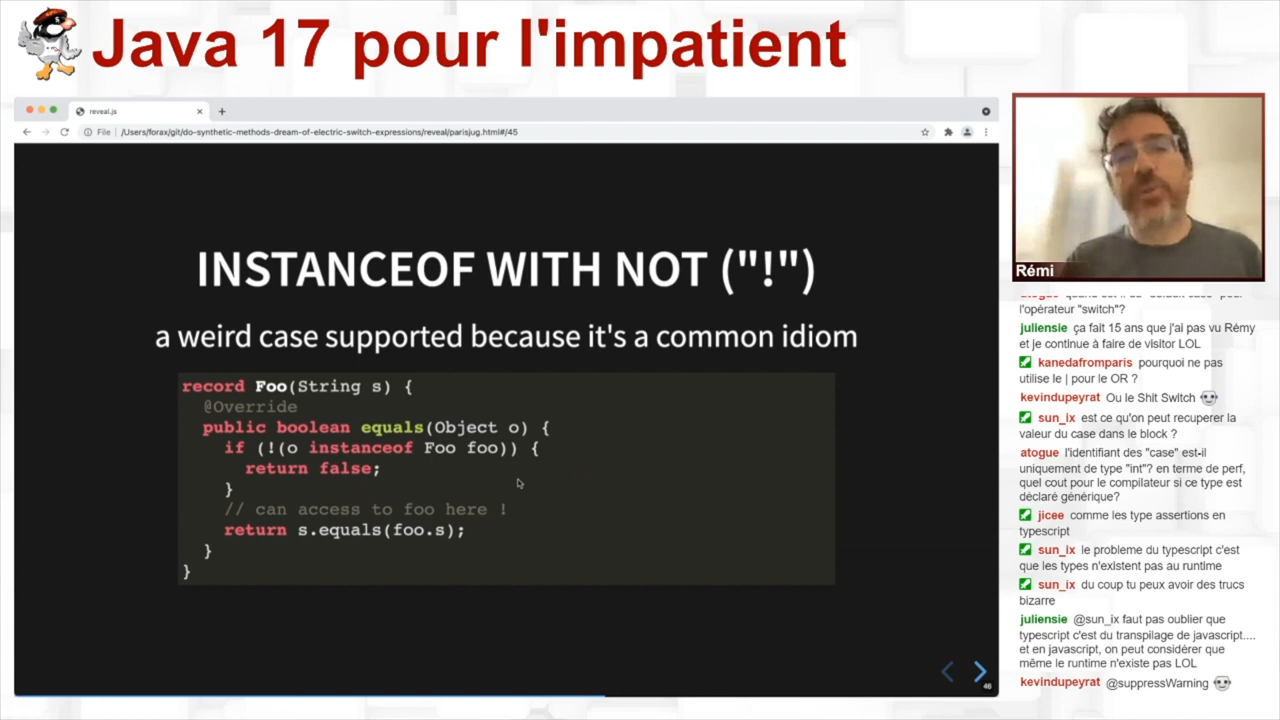 Java 17 pour l'impatient
reveal.js
File /Users/forax/git/do-synthetic-methods-dream-of-electric-switch-expressions/reveal/parisjug.html#/45
INSTANCEOF WITH NOT ("!")
a weird case supported because it's a common idiom
record Foo(String s) {
@Override
public boolean equals(Object o) {
if (!(o instanceof Foo foo)) {
return false;
}
// can access to foo here !
return s.equals(foo.s);
}
}
46
Rémi
l'opérateur "switch"?
juliensie ça fait 15 ans que j'ai pas vu Rémy
et je continue à faire de visitor LOL
kanedafromparis pourquoi ne pas
utilise le | pour le OR ?
kevindupeyrat Ou le Shit Switch
sun_ix est ce qu'on peut recuperer la
valeur du case dans le block ?
atogue l'identifiant des "case" est-il
uniquement de type "int"? en terme de perf,
quel cout pour le compilateur si ce type est
déclaré générique?
jicee comme les type assertions en
typescript
sun_ix le probleme du typescript c'est
que les types n'existent pas au runtime
sun_ix du coup tu peux avoir des trucs
bizarre
juliensie @sun_ix faut pas oublier que
typescript c'est du transpilage de javascript....
et en javascript, on peut considérer que
même le runtime n'existe pas LOL
kevindupeyrat @suppressWarning